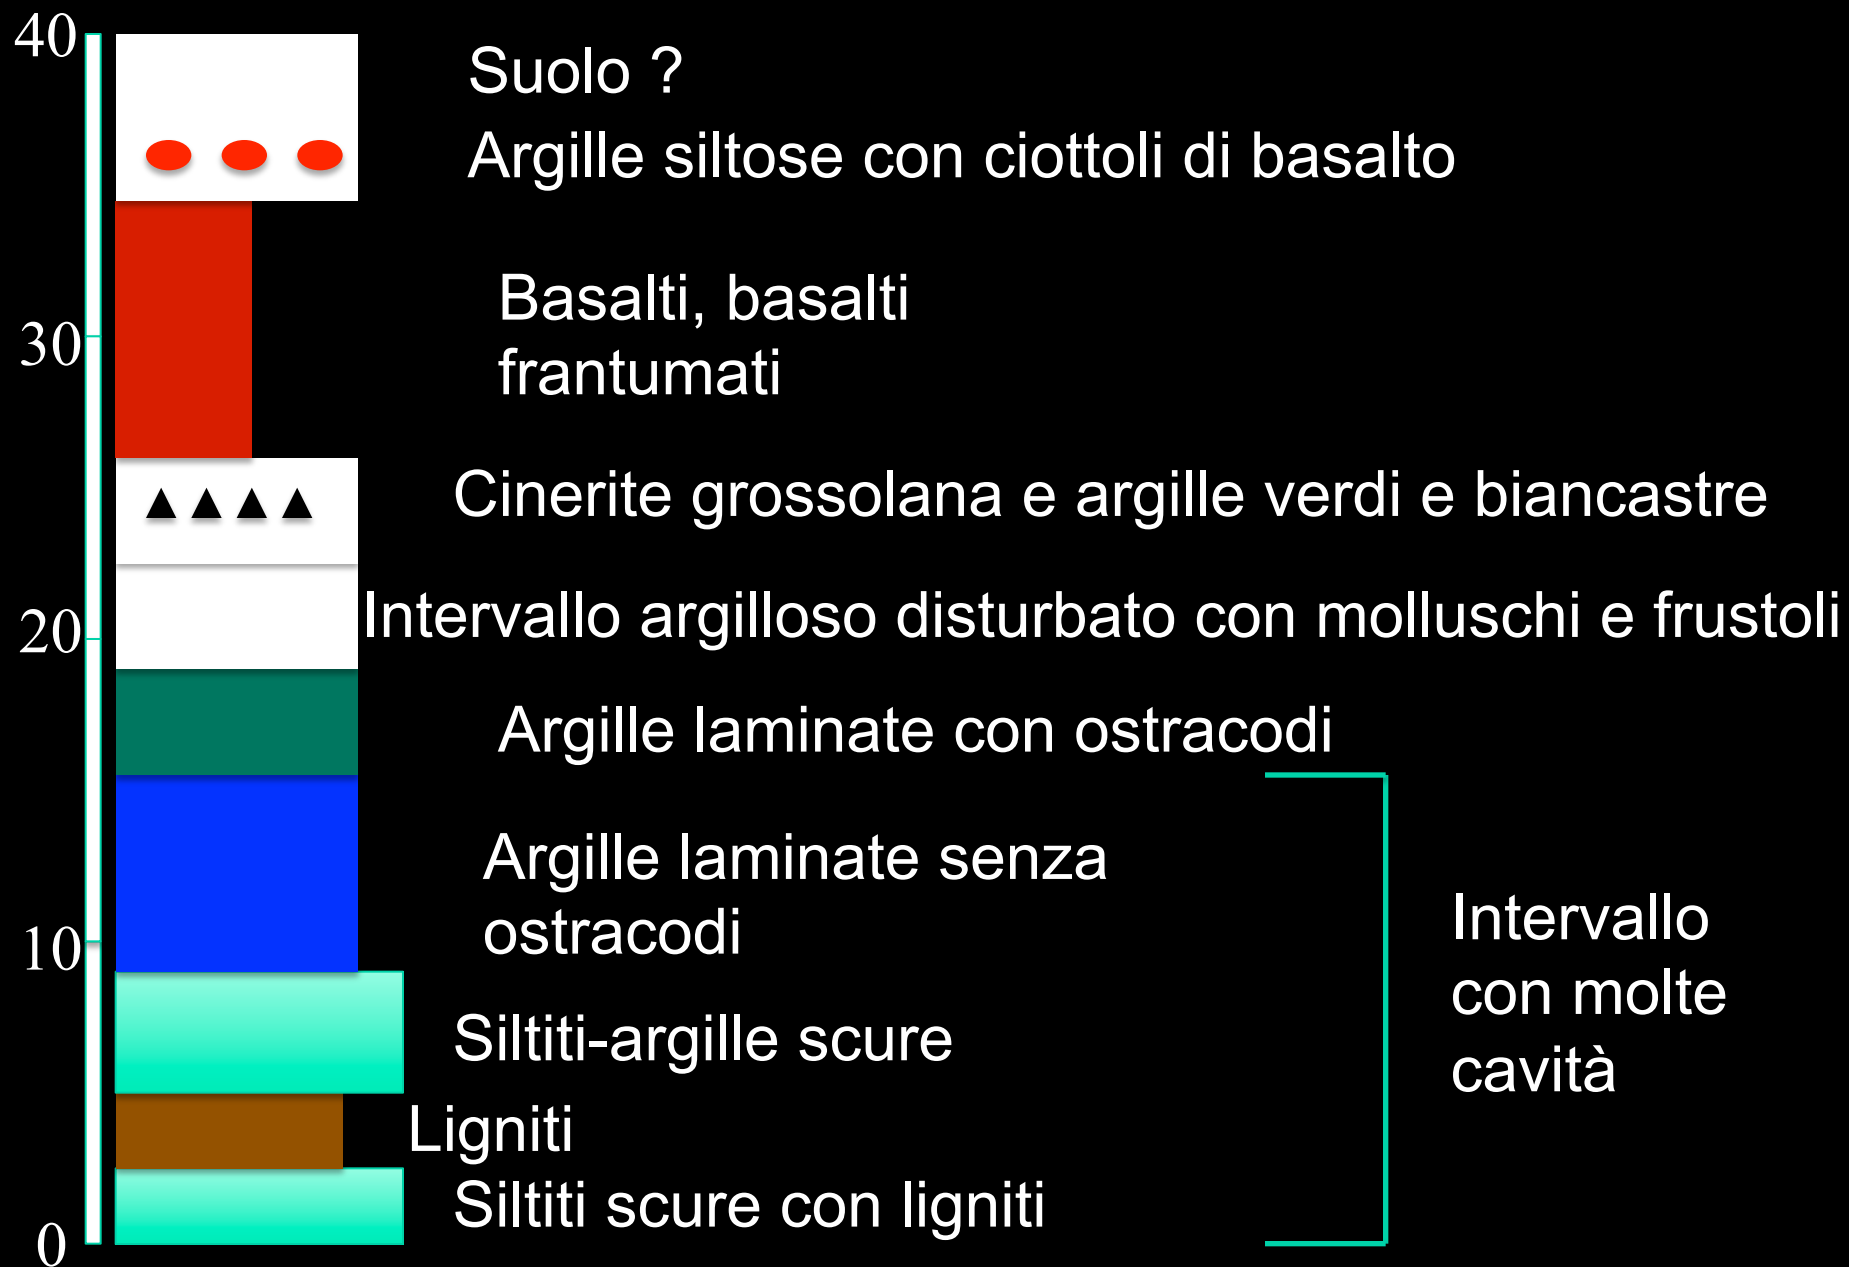 40
Suolo ?
Argille siltose con ciottoli di basalto
Basalti, basalti
frantumati
30
Cinerite grossolana e argille verdi e biancastre
Intervallo argilloso disturbato con molluschi e frustoli
20
Argille laminate con ostracodi
Argille laminate senza
ostracodi
10
Intervallo
con molte
cavità
Siltiti-argille scure
Ligniti
Siltiti scure con ligniti
0